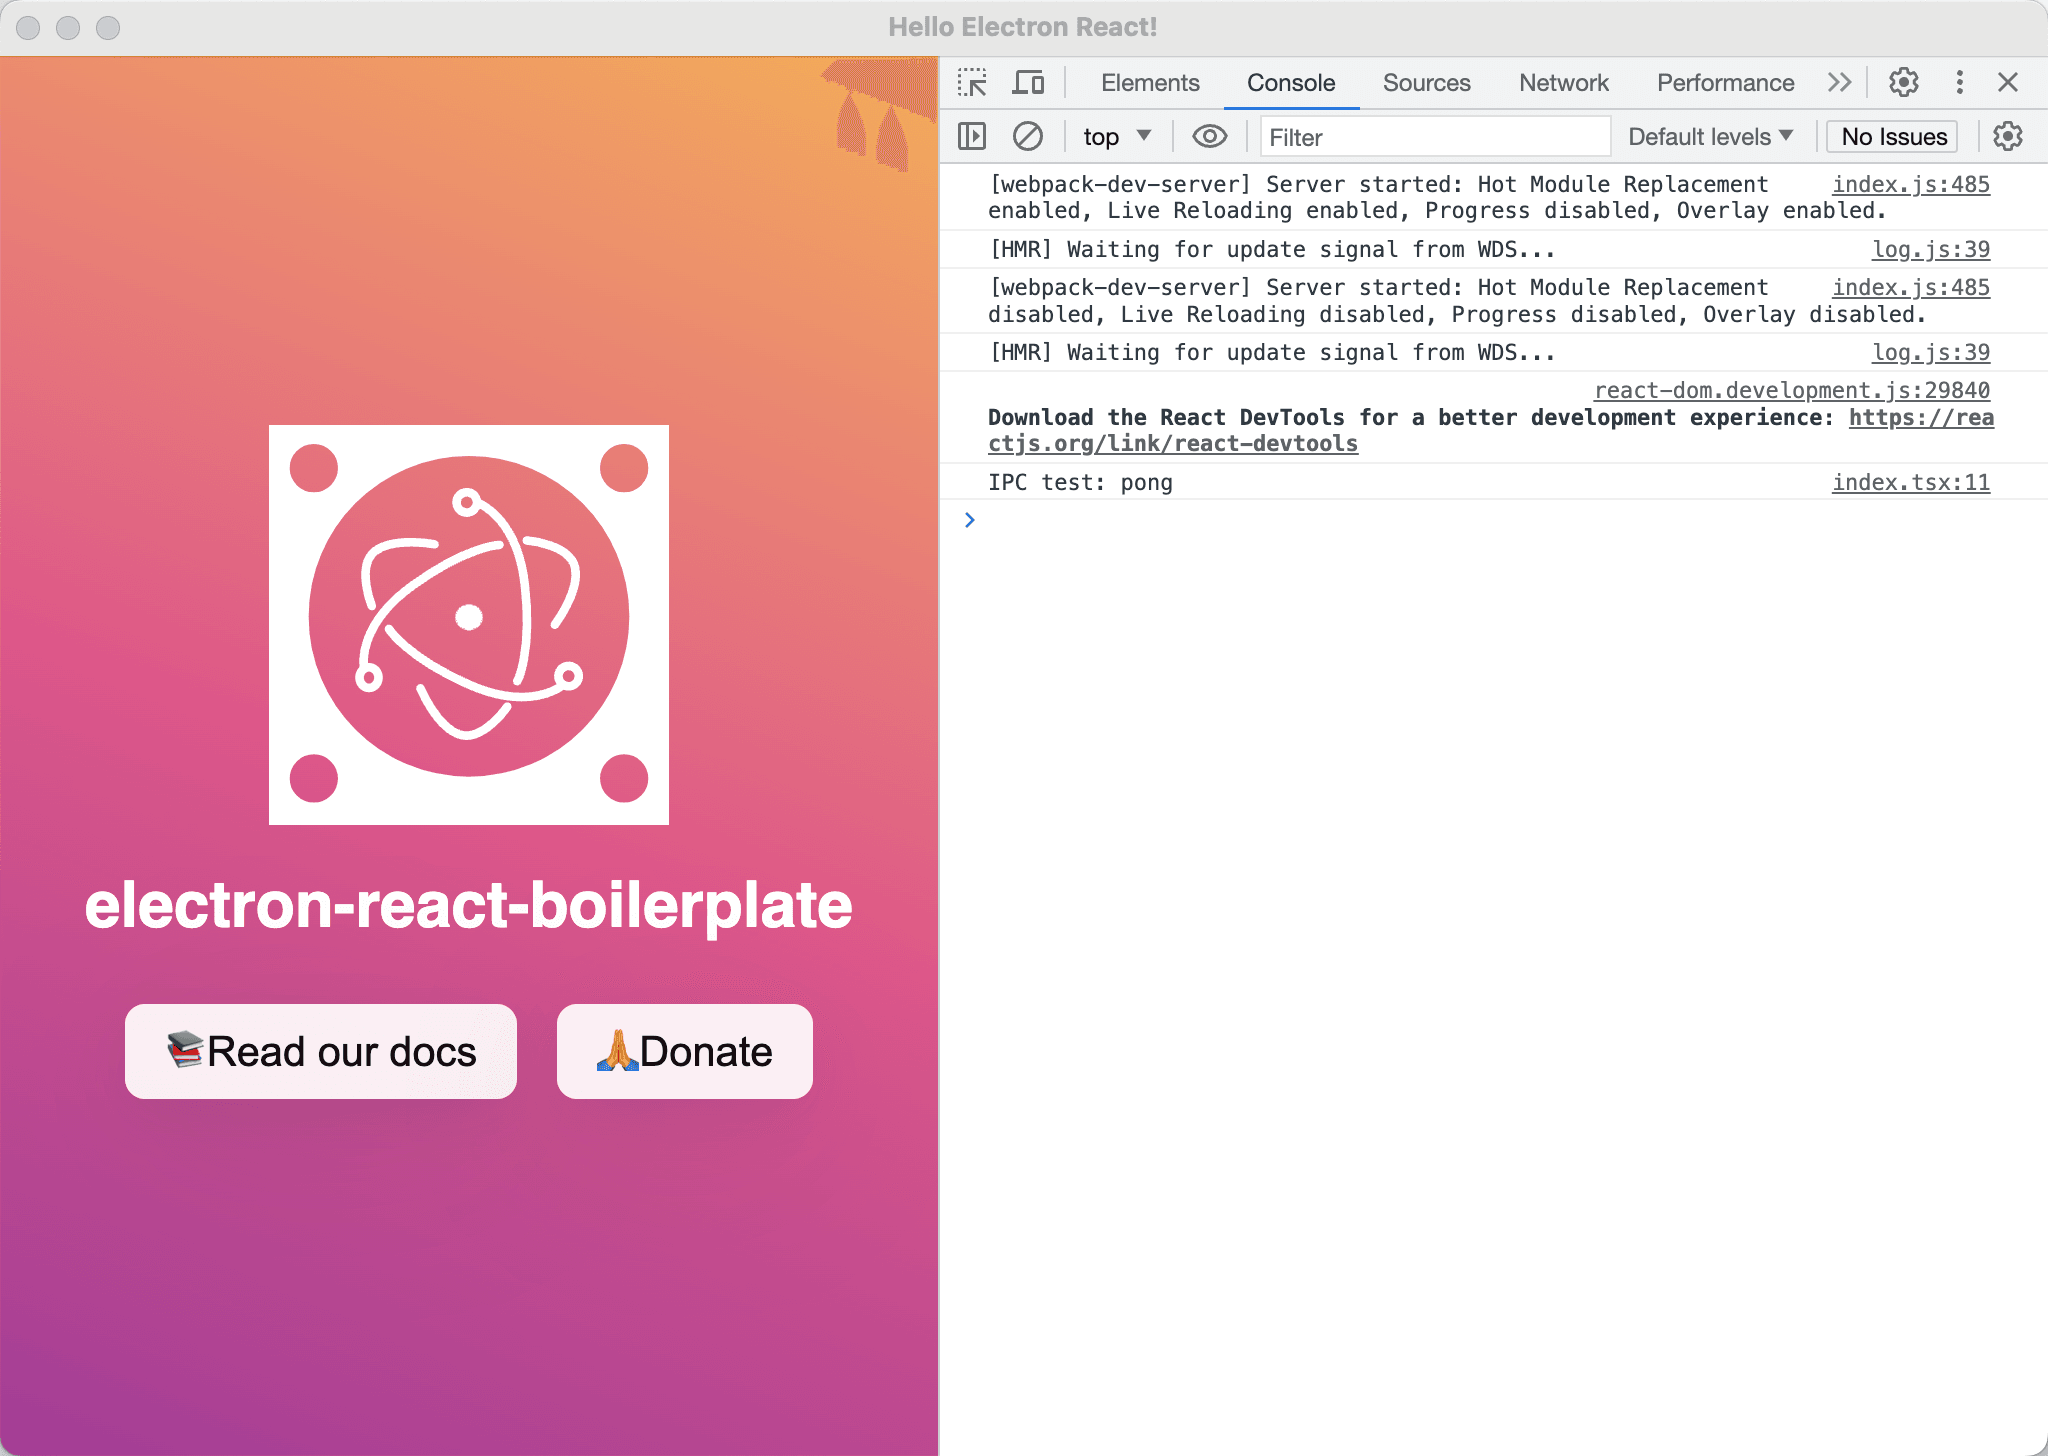 Hello Electron React!
Elements Console Sources Network Performance
top Filter Default levels No Issues
[webpack-dev-server] Server started: Hot Module Replacement index.js:485
enabled, Live Reloading enabled, Progress disabled, Overlay enabled.
[HMR] Waiting for update signal from WDS... log.js:39
[webpack-dev-server] Server started: Hot Module Replacement index.js:485
disabled, Live Reloading disabled, Progress disabled, Overlay disabled.
[HMR] Waiting for update signal from WDS... log.js:39
react-dom.development.js:29840
Download the React DevTools for a better development experience: https://rea
ctjs.org/link/react-devtools
IPC test: pong index.tsx:11
electron-react-boilerplate
📚Read our docs
🙏Donate